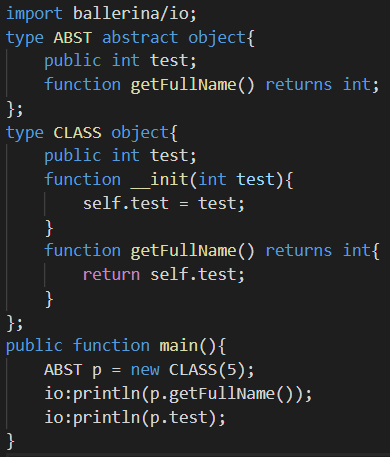 import ballerina/io;
type ABST abstract object{
    public int test;
    function getFullName() returns int;
};
type CLASS object{
    public int test;
    function __init(int test){
        self.test = test;
    }
    function getFullName() returns int{
        return self.test;
    }
};
public function main(){
    ABST p = new CLASS(5);
    io:println(p.getFullName());
    io:println(p.test);
}